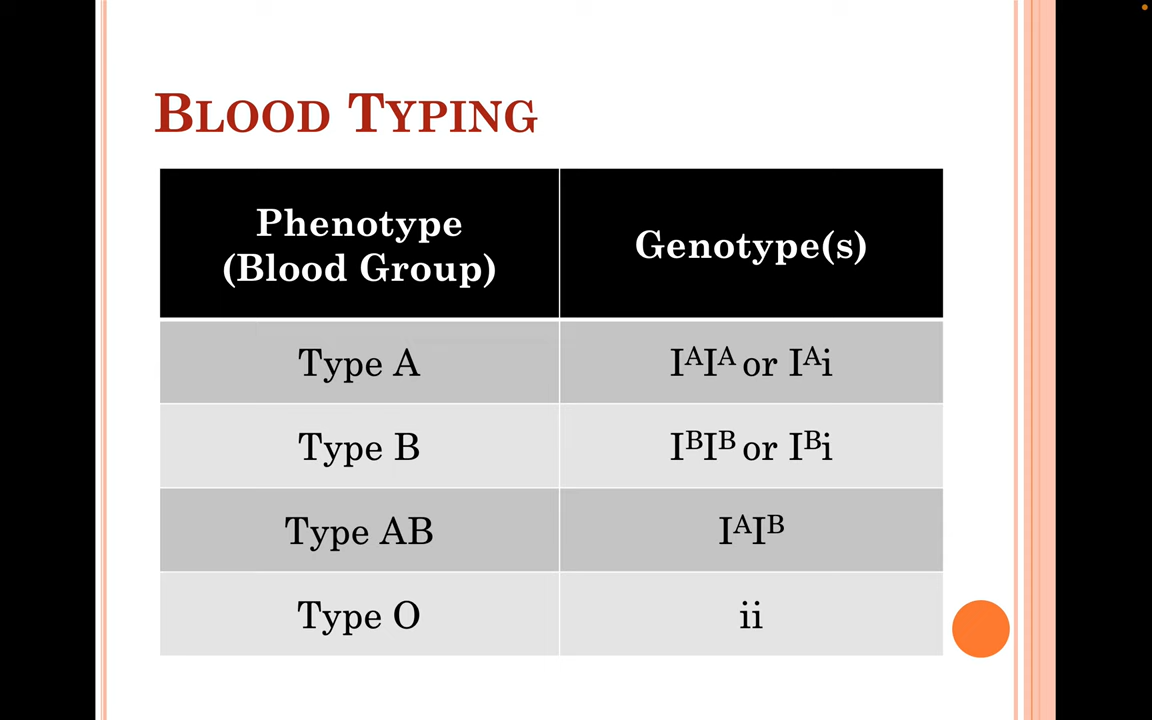 Blood Typing
Phenotype
(Blood Group)
Genotype(s)
Type A
IᴬIᴬ or Iᴬi
Type B
IᴮIᴮ or Iᴮi
Type AB
IᴬIᴮ
Type O
ii